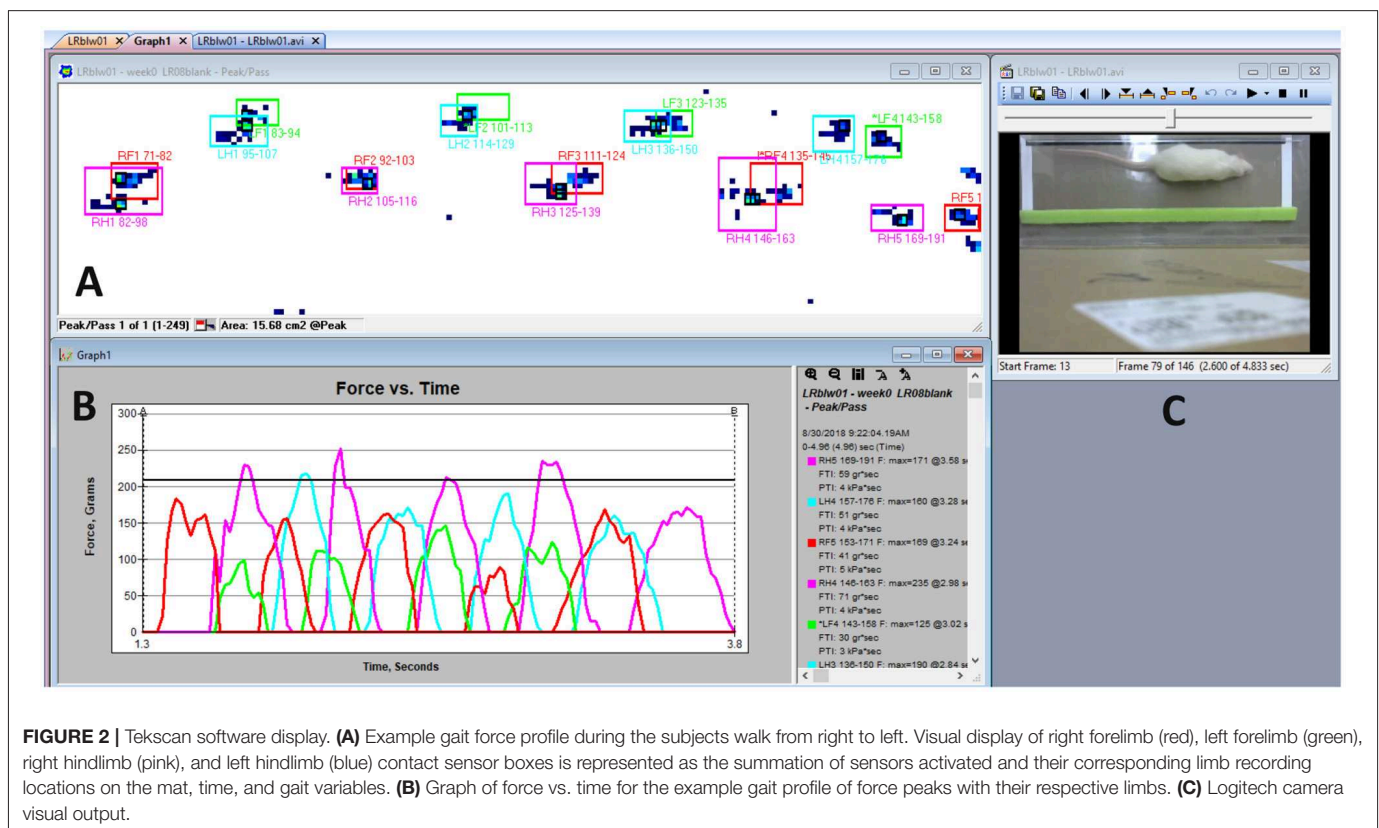 LRblw01 × Graph1 × LRblw01 - LRblw01.avi ×
LRblw01 - week0 LR08blank - Peak/Pass
LF1 83-94
LH1 95-107
RF1 71-82
RH1 82-98
LF2 101-113
LH2 114-129
RF2 92-103
RH2 105-116
LF3 123-135
LH3 136-150
RF3 111-124
RH3 125-139
*LF4 143-158
LH4 157-176
RH4 146-163
RH5 169-191
RF5 1
A
Peak/Pass 1 of 1 (1-249) Area: 15.68 cm2 @Peak
LRblw01 - LRblw01.avi
Start Frame: 13 Frame 79 of 146 (2.600 of 4.833 sec)
C
Graph1
B
Force vs. Time
Force, Grams
300
250
200
150
100
50
0
A
B
1.3
3.8
Time, Seconds
LRblw01 - week0 LR08blank
- Peak/Pass
8/30/2018 9:22:04.19AM
0-4.96 (4.96) sec (Time)
RH5 169-191 F: max=171 @3.58 s
FTI: 59 gr*sec
PTI: 4 kPa*sec
LH4 157-176 F: max=160 @3.28 s
FTI: 51 gr*sec
PTI: 4 kPa*sec
RF5 153-171 F: max=169 @3.24 s
FTI: 41 gr*sec
PTI: 5 kPa*sec
RH4 146-163 F: max=235 @2.98 s
FTI: 71 gr*sec
PTI: 4 kPa*sec
*LF4 143-158 F: max=125 @3.02 s
FTI: 30 gr*sec
PTI: 3 kPa*sec
LH3 136-150 F: max=190 @2.84 s
FIGURE 2 | Tekscan software display. (A) Example gait force profile during the subjects walk from right to left. Visual display of right forelimb (red), left forelimb (green),
right hindlimb (pink), and left hindlimb (blue) contact sensor boxes is represented as the summation of sensors activated and their corresponding limb recording
locations on the mat, time, and gait variables. (B) Graph of force vs. time for the example gait profile of force peaks with their respective limbs. (C) Logitech camera
visual output.